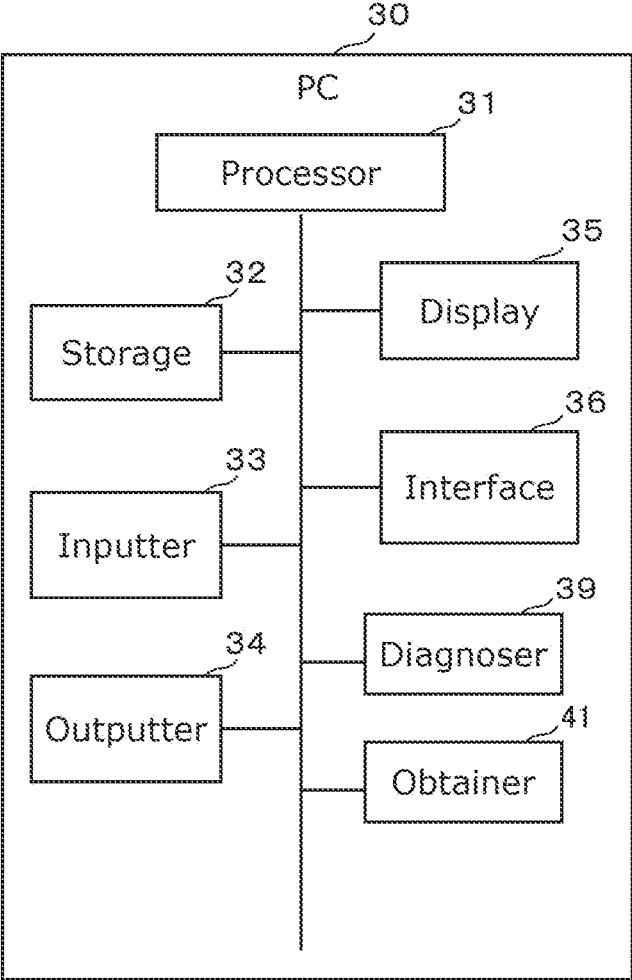 30
PC
31
Processor
35
Display
32
Storage
36
Interface
33
Inputter
39
Diagnoser
34
Outputter
41
Obtainer